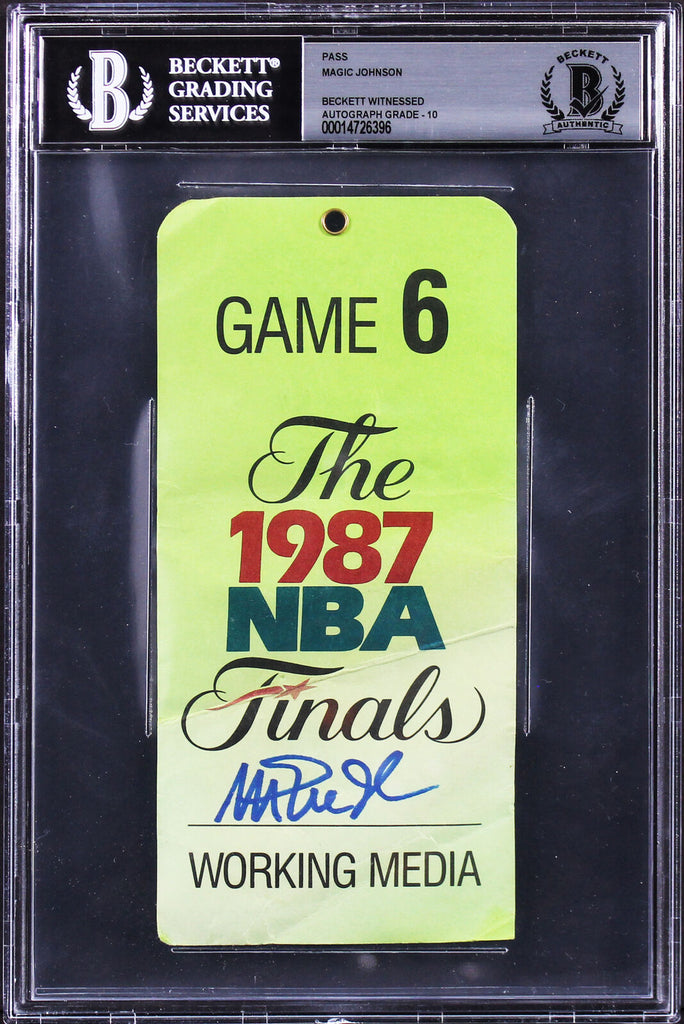 BECKETT®
GRADING
SERVICES
PASS
MAGIC JOHNSON
BECKETT WITNESSED
AUTOGRAPH GRADE - 10
00014726396
BECKETT
B
AUTHENTIC
B
GAME 6
The
1987
NBA
Finals
WORKING MEDIA